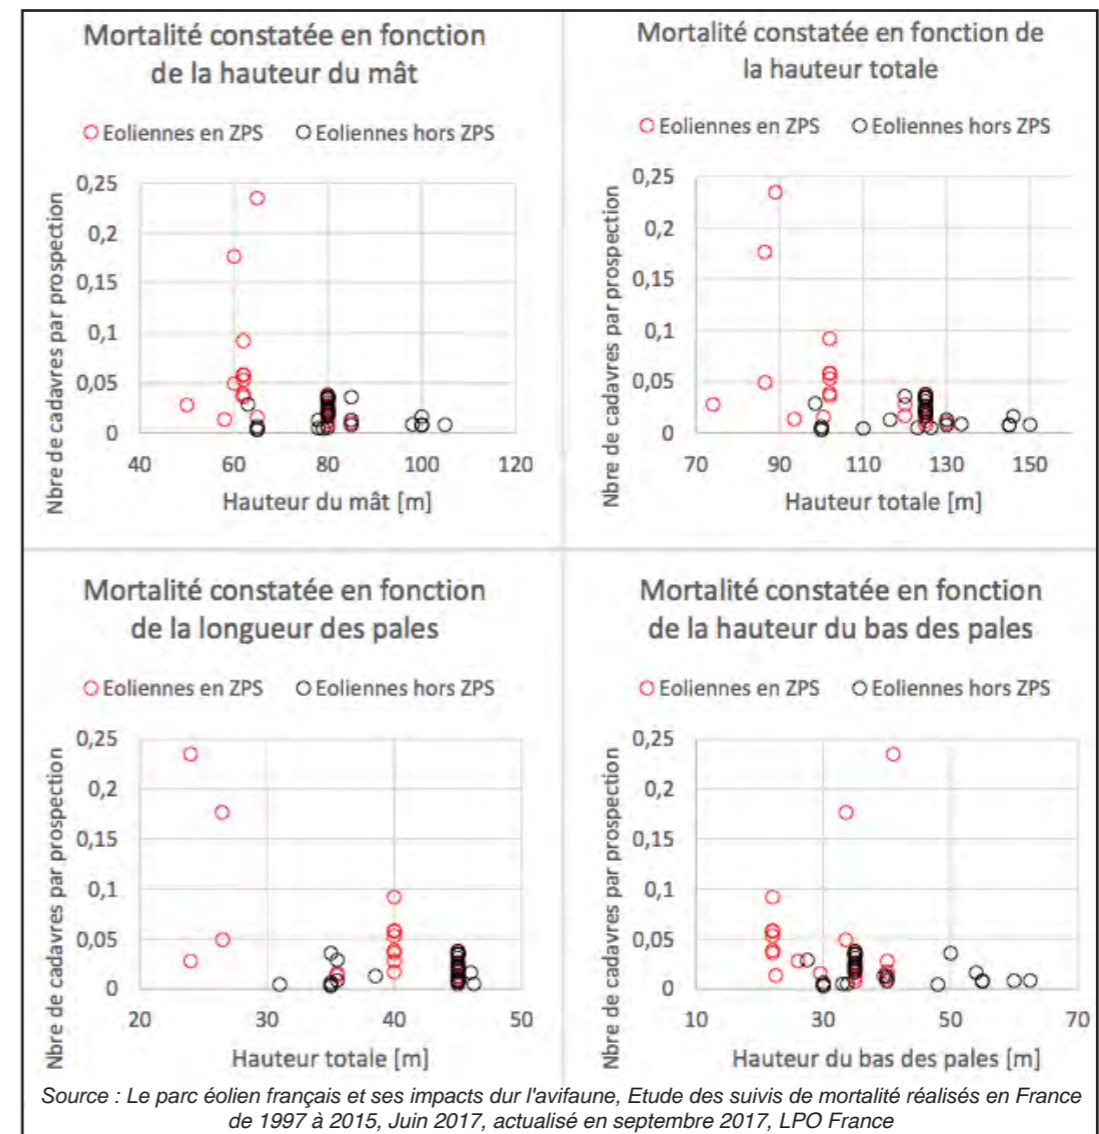 Mortalité constatée en fonction
de la hauteur du mât
Eoliennes en ZPS Eoliennes hors ZPS
Nbre de cadavres par prospection
0,25
0,2
0,15
0,1
0,05
0
40 60 80 100 120
Hauteur du mât [m]
Mortalité constatée en fonction de
la hauteur totale
Eoliennes en ZPS Eoliennes hors ZPS
Nbre de cadavres par prospection
0,25
0,2
0,15
0,1
0,05
0
70 90 110 130 150
Hauteur totale [m]
Mortalité constatée en fonction
de la longueur des pales
Eoliennes en ZPS Eoliennes hors ZPS
Nbre de cadavres par prospection
0,25
0,2
0,15
0,1
0,05
0
20 30 40 50
Hauteur totale [m]
Mortalité constatée en fonction
de la hauteur du bas des pales
Eoliennes en ZPS Eoliennes hors ZPS
Nbre de cadavres par prospection
0,25
0,2
0,15
0,1
0,05
0
10 30 50 70
Hauteur du bas des pales [m]
Source : Le parc éolien français et ses impacts dur l'avifaune, Etude des suivis de mortalité réalisés en France
de 1997 à 2015, Juin 2017, actualisé en septembre 2017, LPO France